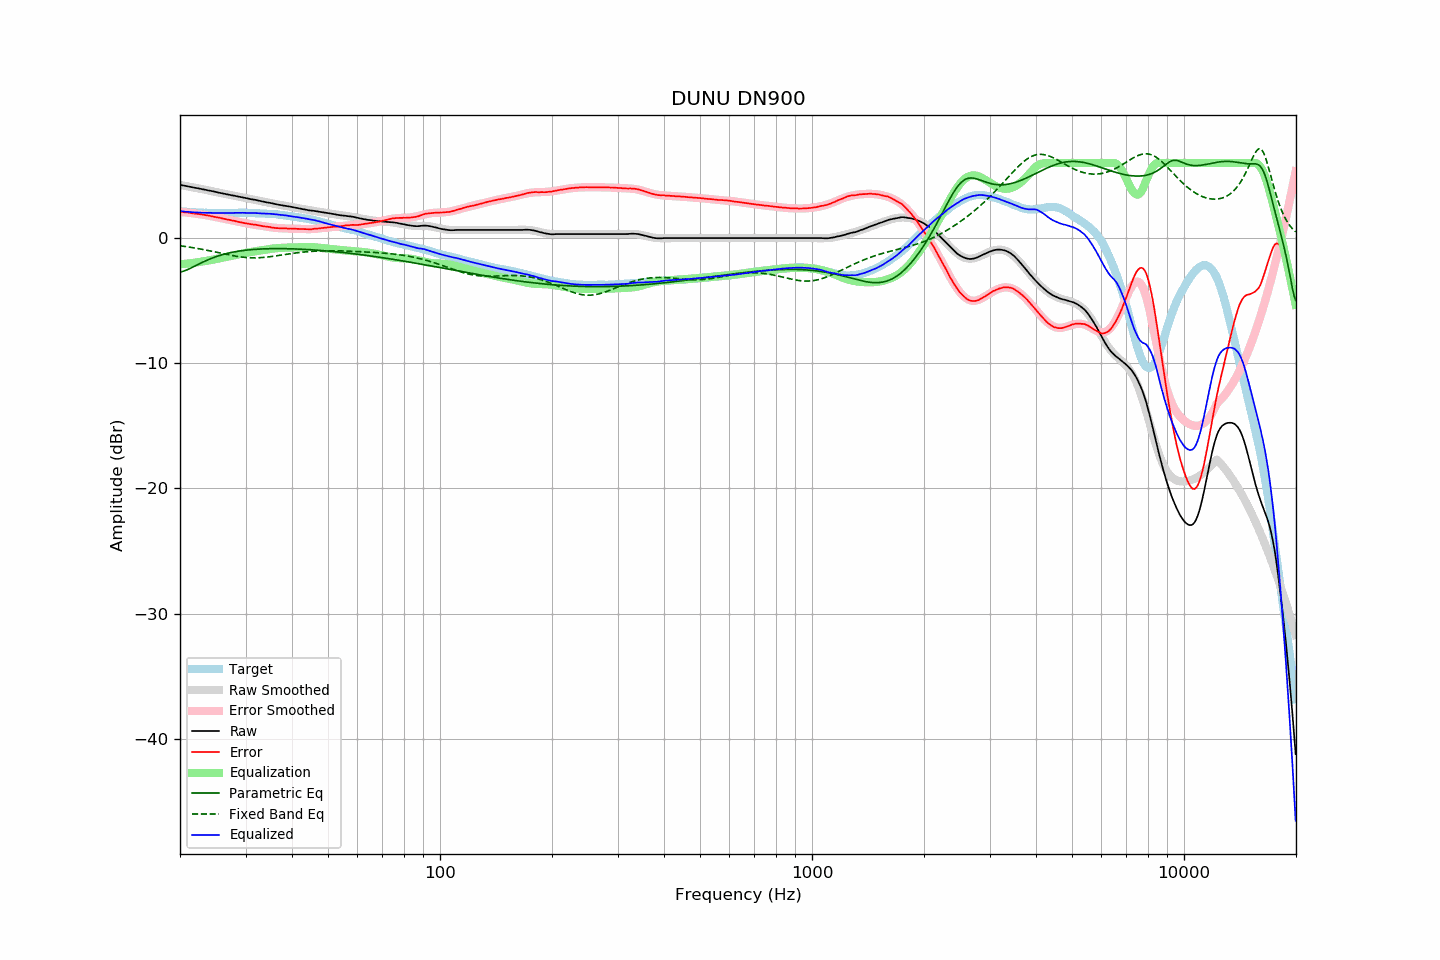 DUNU DN900
Amplitude (dBr)
0
−10
−20
−30
−40
Target
Raw Smoothed
Error Smoothed
Raw
Error
Equalization
Parametric Eq
Fixed Band Eq
Equalized
100 1000 10000
Frequency (Hz)